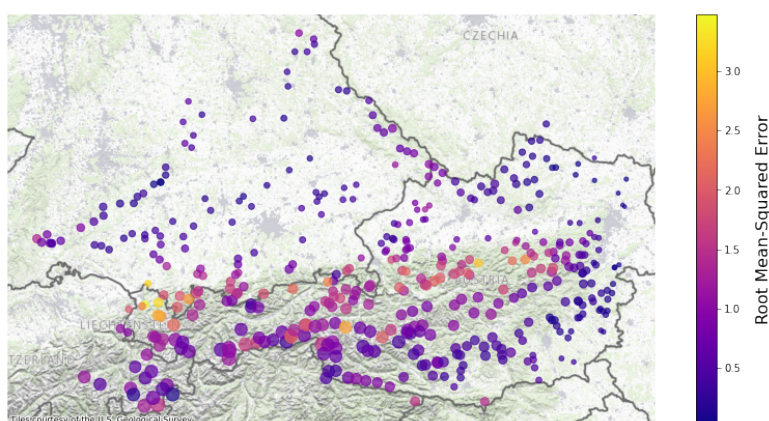 CZECHIA
3.0
2.5
2.0
1.5
1.0
0.5
Root Mean-Squared Error
Tiles courtesy of the U.S. Geological Survey